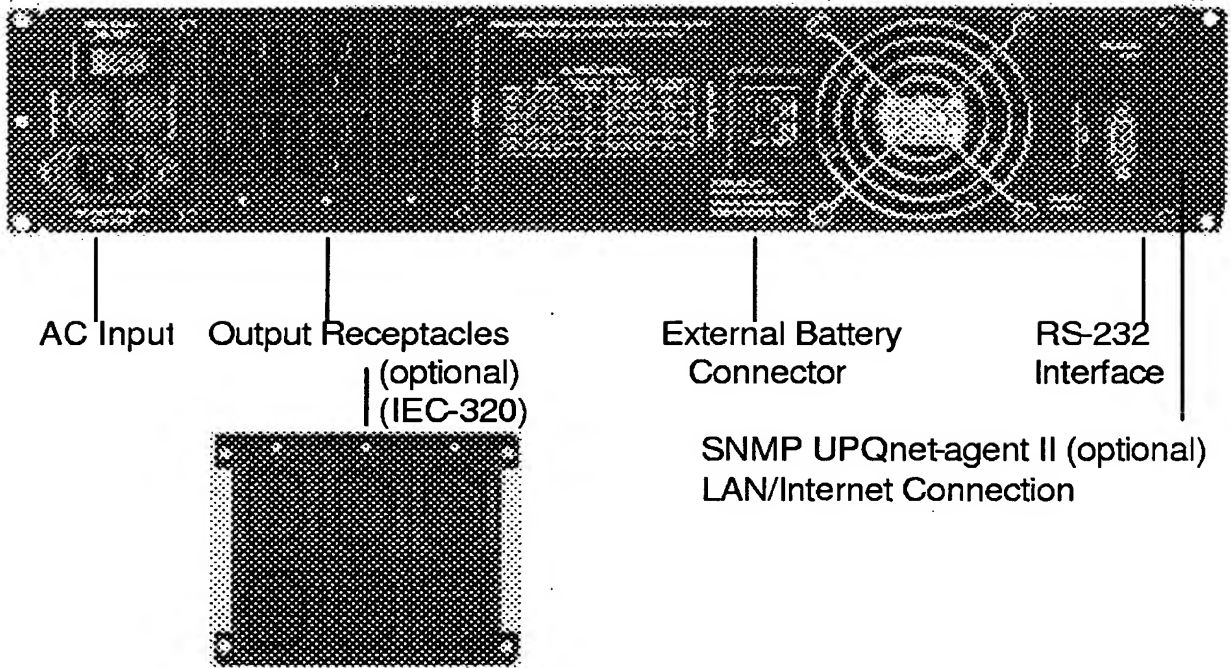 AC Input
Output Receptacles
(optional)
(IEC-320)
External Battery
Connector
RS-232
Interface
SNMP UPQnet-agent II (optional)
LAN/Internet Connection